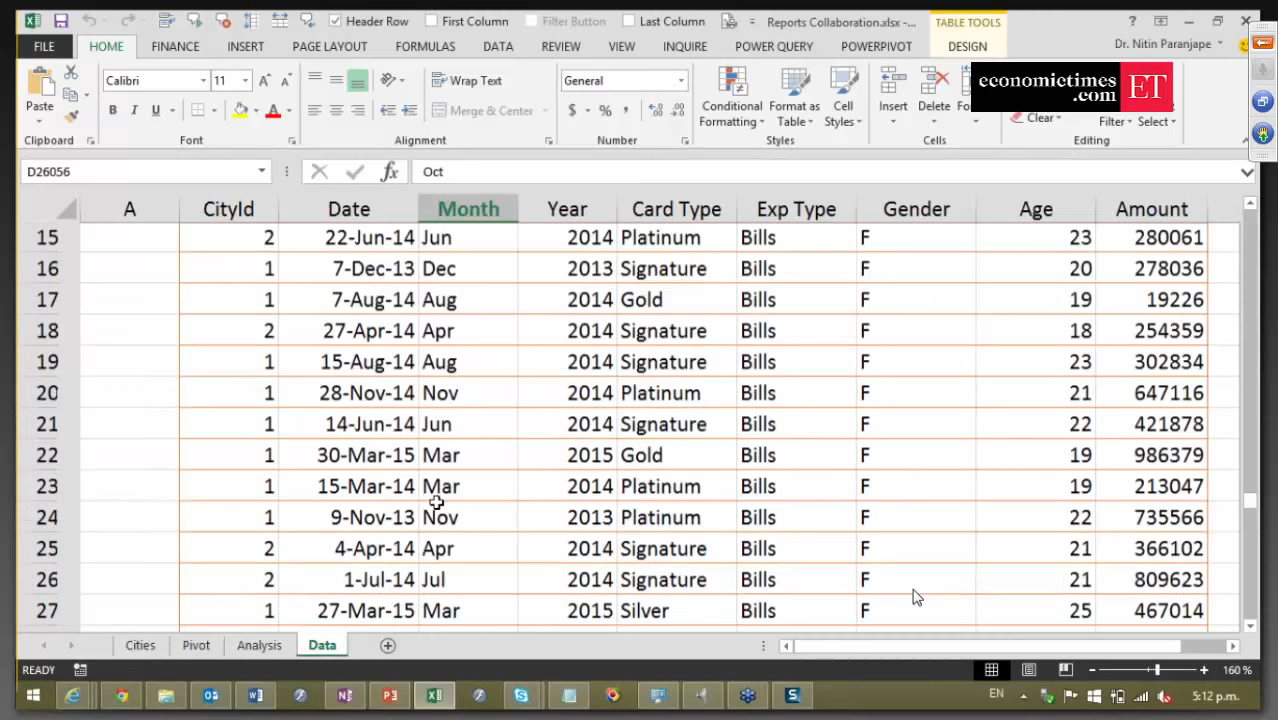 Header Row First Column Filter Button Last Column Reports Collaboration.xlsx -... TABLE TOOLS ?
FILE HOME FINANCE INSERT PAGE LAYOUT FORMULAS DATA REVIEW VIEW INQUIRE POWER QUERY POWERPIVOT DESIGN Dr. Nitin Paranjape
Paste Calibri 11 A A Wrap Text General Conditional Formatting Format as Table Cell Styles Insert Delete economictimes .com ET
B I U A Merge & Center $ % Clear Filter Select
Clipboard Font Alignment Number Styles Cells Editing
D26056 fx Oct
A CityId Date Month Year Card Type Exp Type Gender Age Amount
15 2 22-Jun-14 Jun 2014 Platinum Bills F 23 280061
16 1 7-Dec-13 Dec 2013 Signature Bills F 20 278036
17 1 7-Aug-14 Aug 2014 Gold Bills F 19 19226
18 2 27-Apr-14 Apr 2014 Signature Bills F 18 254359
19 1 15-Aug-14 Aug 2014 Signature Bills F 23 302834
20 1 28-Nov-14 Nov 2014 Platinum Bills F 21 647116
21 1 14-Jun-14 Jun 2014 Signature Bills F 22 421878
22 1 30-Mar-15 Mar 2015 Gold Bills F 19 986379
23 1 15-Mar-14 Mar 2014 Platinum Bills F 19 213047
24 1 9-Nov-13 Nov 2013 Platinum Bills F 22 735566
25 2 4-Apr-14 Apr 2014 Signature Bills F 21 366102
26 2 1-Jul-14 Jul 2014 Signature Bills F 21 809623
27 1 27-Mar-15 Mar 2015 Silver Bills F 25 467014
Cities Pivot Analysis Data
READY 160 %
EN 5:12 p.m.